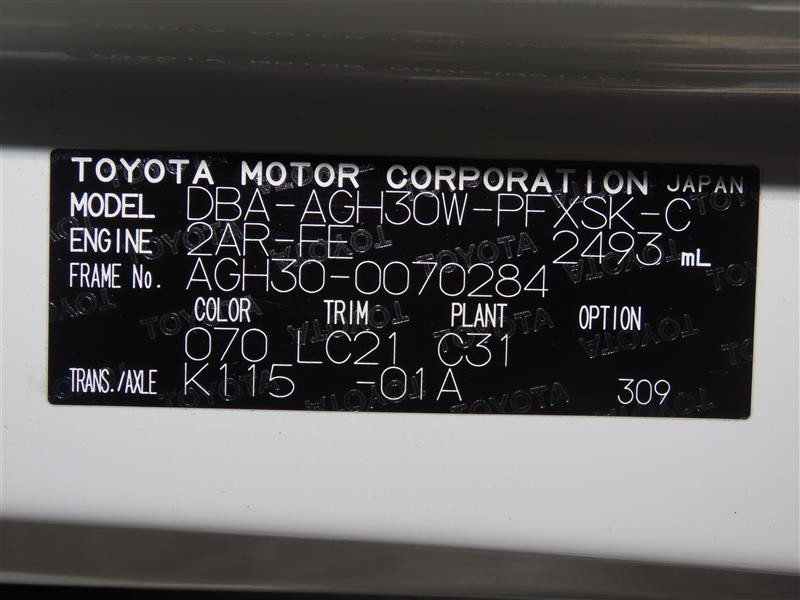 TOYOTA MOTOR CORPORATION JAPAN
MODEL DBA-AGH30W-PFXSK-C
ENGINE 2AR-FE 2493 mL
FRAME No. AGH30-0070284
COLOR TRIM PLANT OPTION
070 LC21 C31
TRANS./AXLE K115 -01A 309